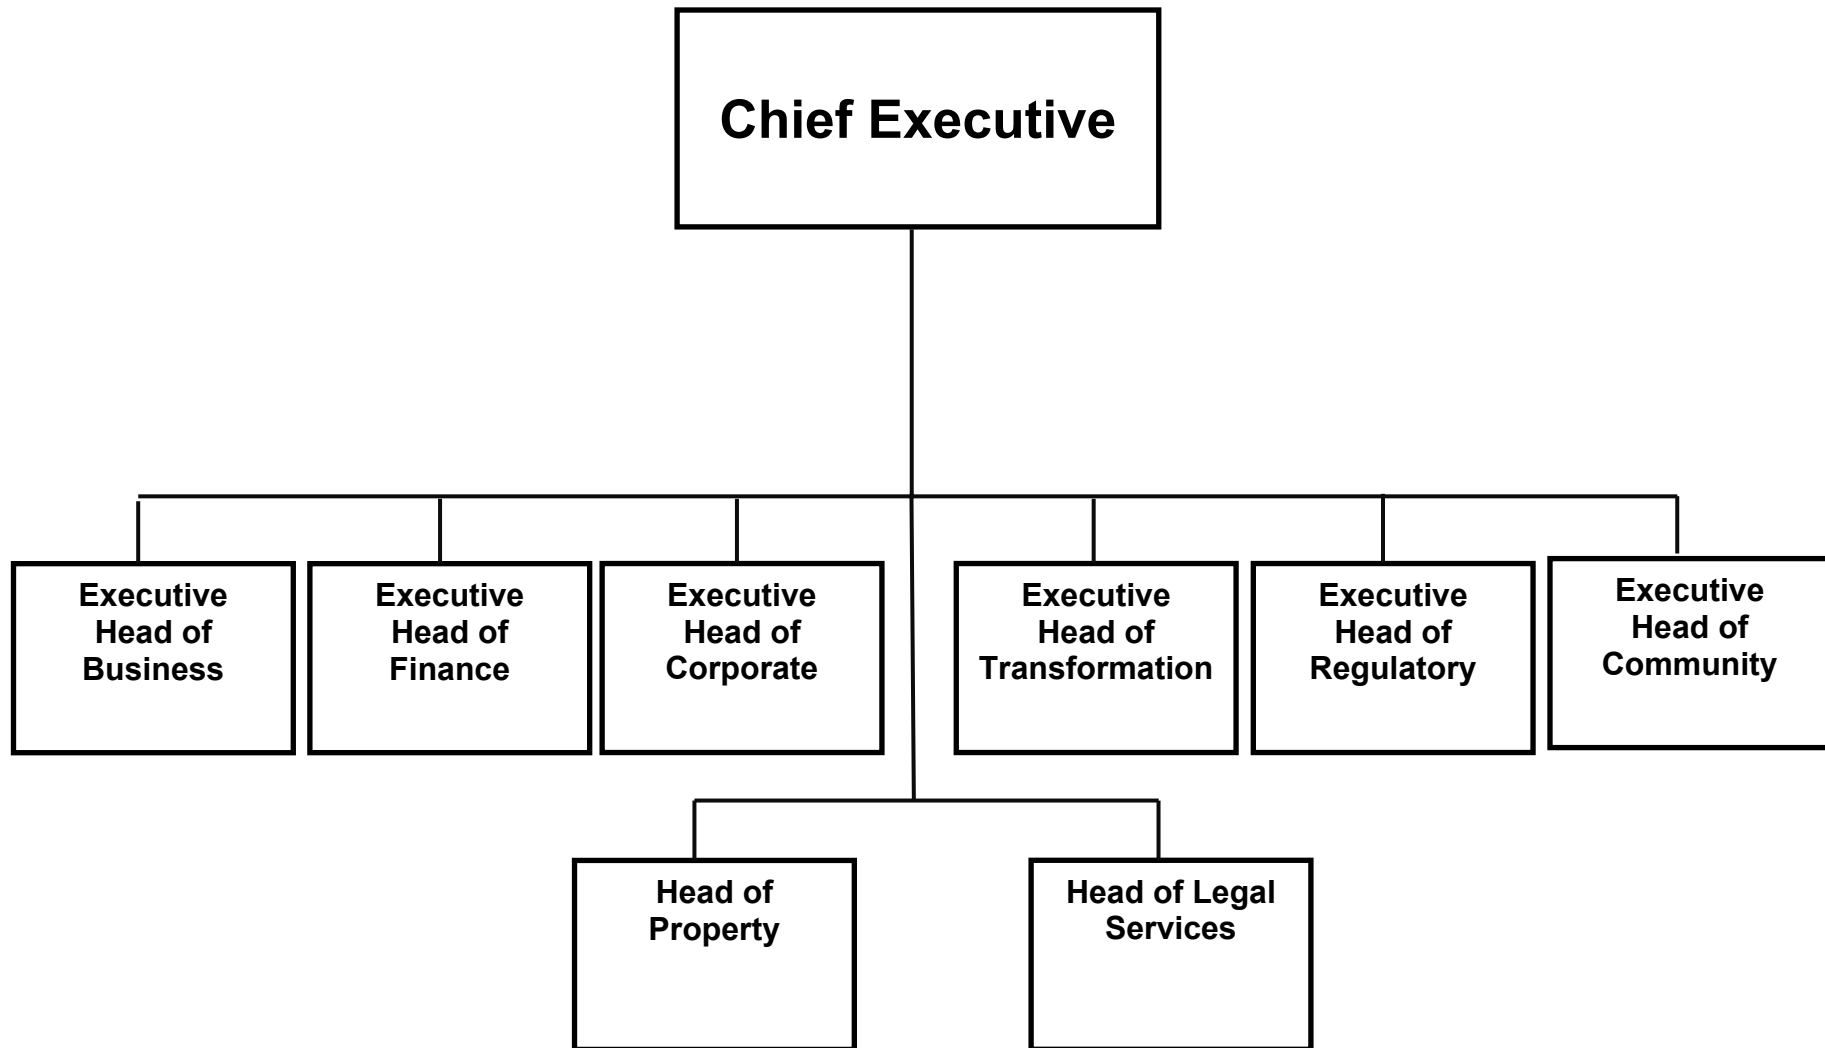 Chief Executive
Executive
Head of
Business
Executive
Head of
Finance
Executive
Head of
Corporate
Executive
Head of
Transformation
Executive
Head of
Regulatory
Executive
Head of
Community
Head of
Property
Head of Legal
Services